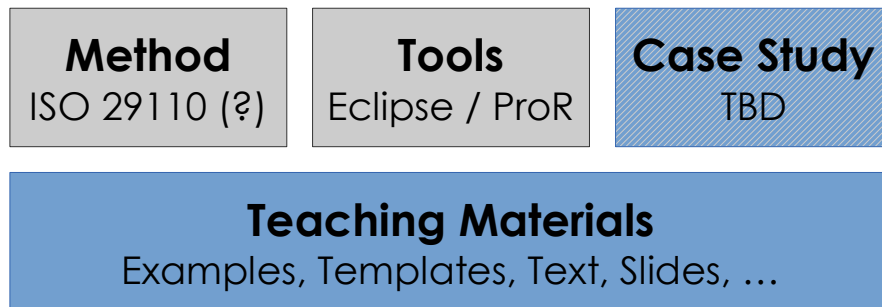 Method
ISO 29110 (?)
Tools
Eclipse / ProR
Case Study
TBD
Teaching Materials
Examples, Templates, Text, Slides, …